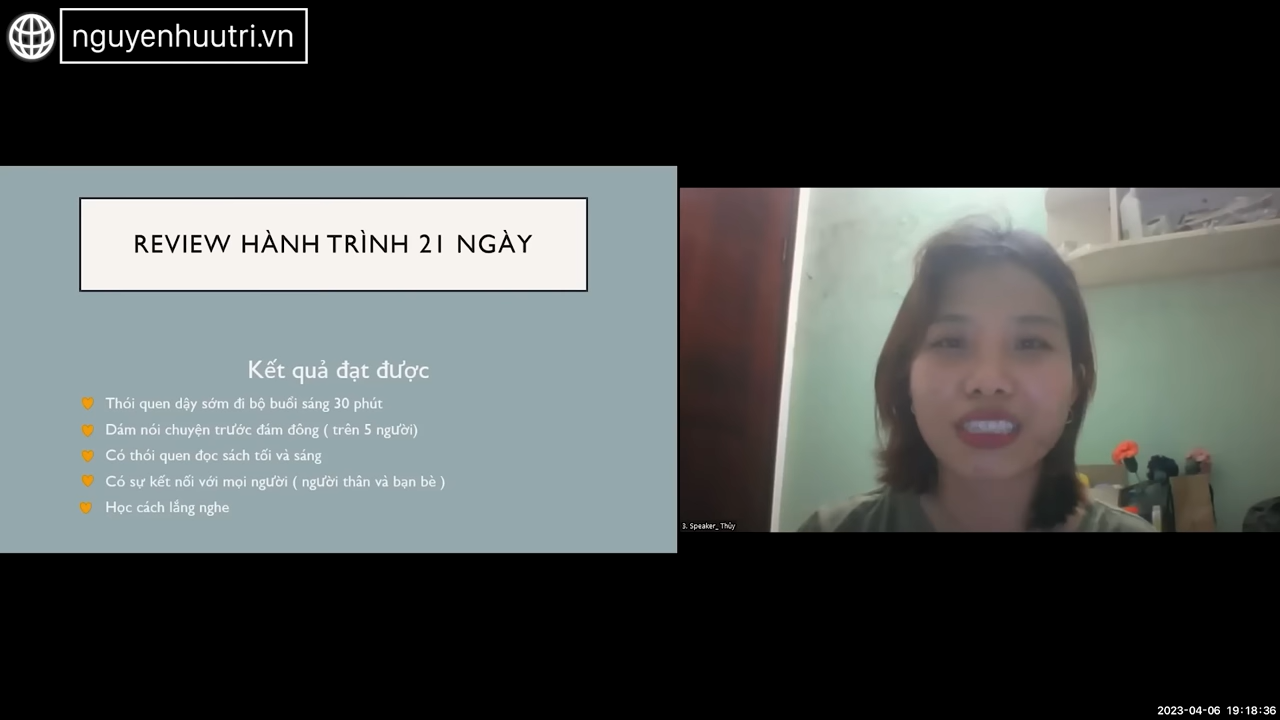 nguyenhuutri.vn
REVIEW HÀNH TRÌNH 21 NGÀY
Kết quả đạt được
Thói quen dậy sớm đi bộ buổi sáng 30 phút
Dám nói chuyện trước đám đông ( trên 5 người)
Có thói quen đọc sách tối và sáng
Có sự kết nối với mọi người ( người thân và bạn bè )
Học cách lắng nghe
3. Speaker_ Thủy
2023-04-06 19:18:36